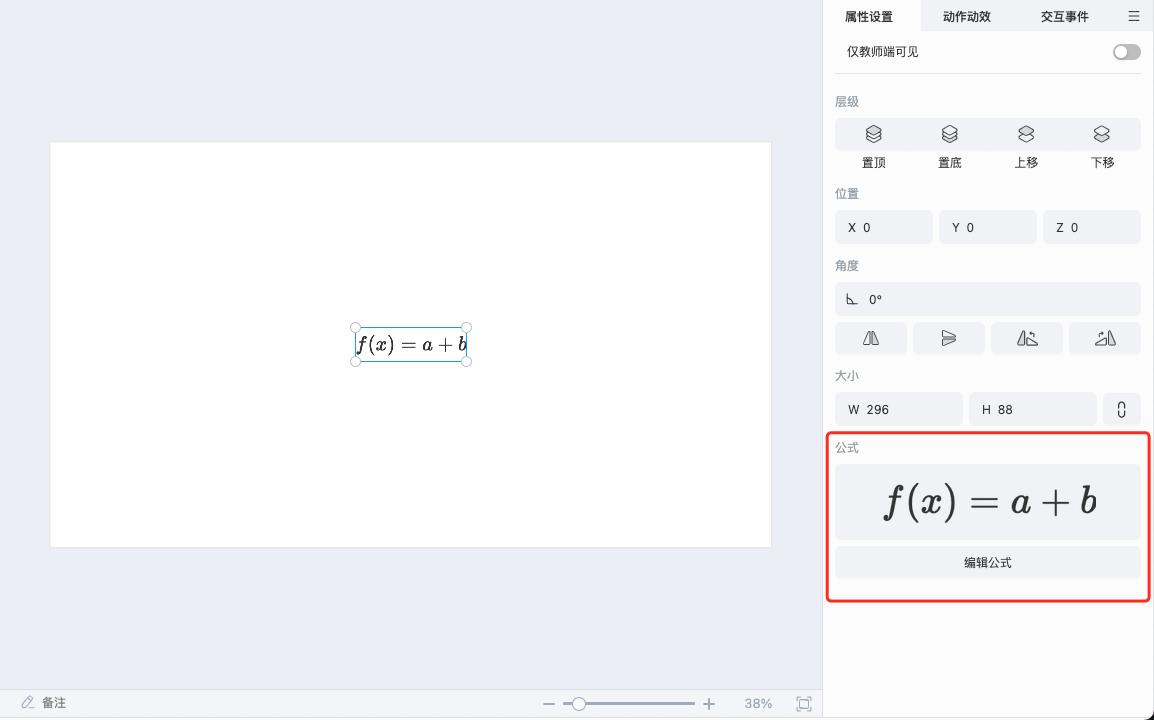 属性设置 动作动效 交互事件
仅教师端可见
层级
置顶 置底 上移 下移
位置
X 0 Y 0 Z 0
角度
0°
大小
W 296 H 88
公式
f(x) = a + b
编辑公式
f(x) = a + b
备注 38%